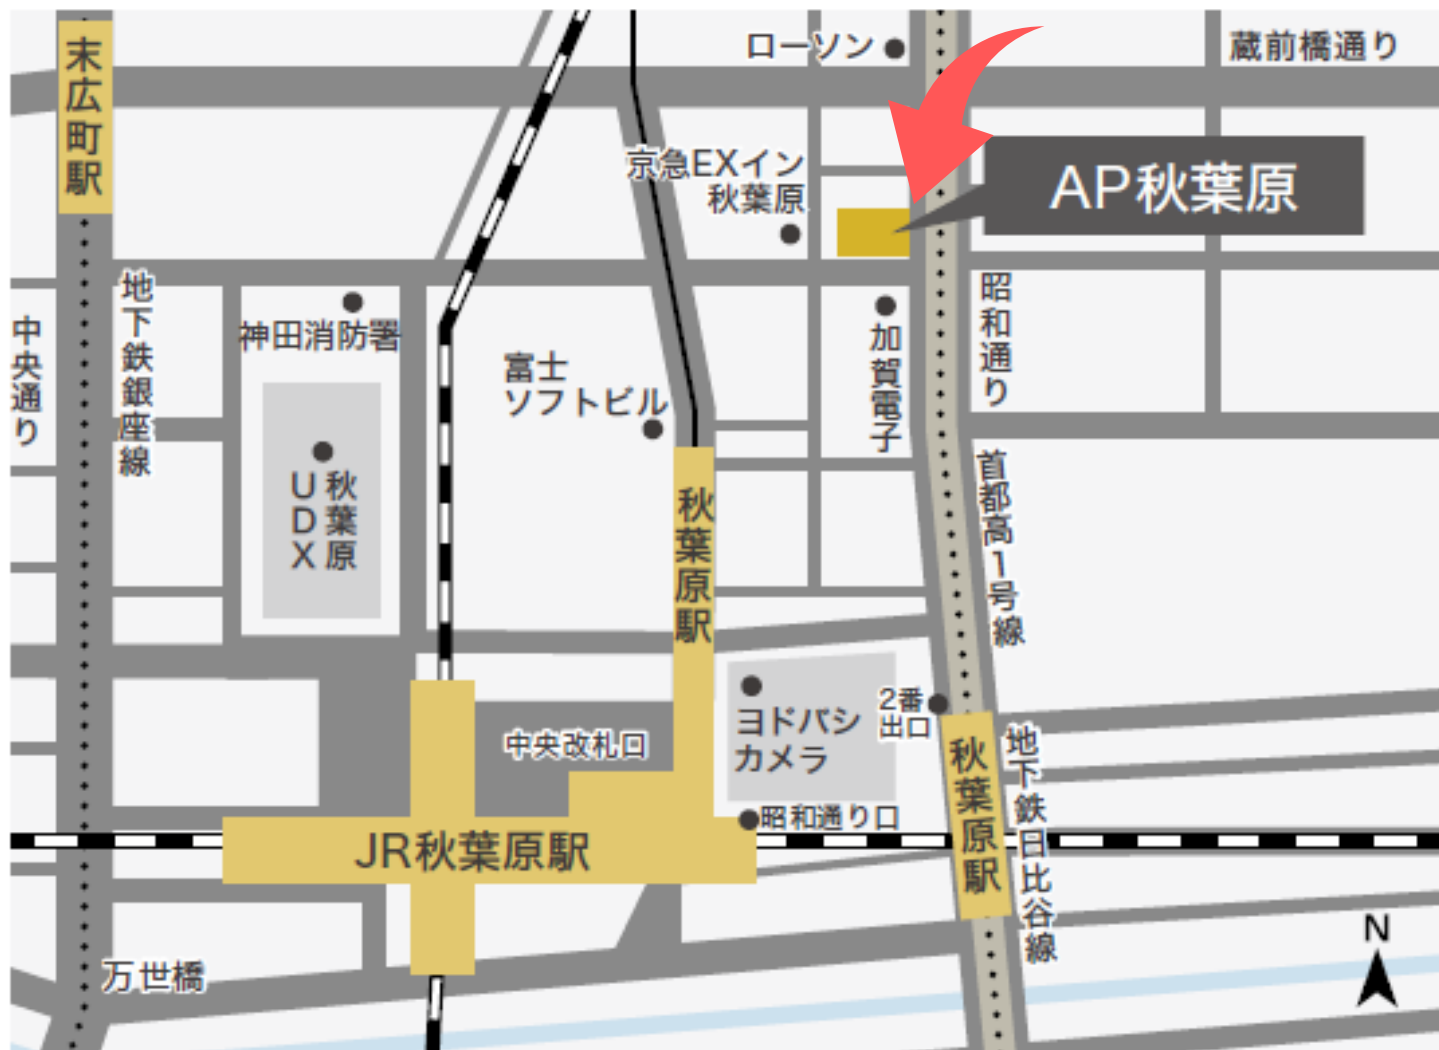 ローソン
蔵前橋通り
末広町駅
京急EXイン
秋葉原
AP秋葉原
地下鉄銀座線
中央通り
神田消防署
富士
ソフトビル
加賀電子
昭和通り
秋葉原
UDX
秋葉原駅
首都高1号線
ヨドバシ
カメラ
2番
出口
中央改札口
昭和通り口
JR秋葉原駅
秋葉原駅
地下鉄日比谷線
万世橋
N